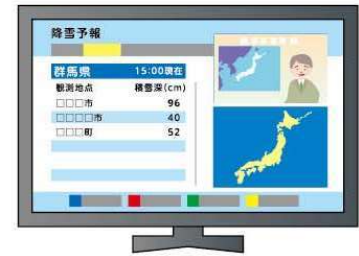 降雪予報
群馬県 15:00現在
観測地点 積雪深(cm)
□□□市 96
□□□□市 40
□□□町 52